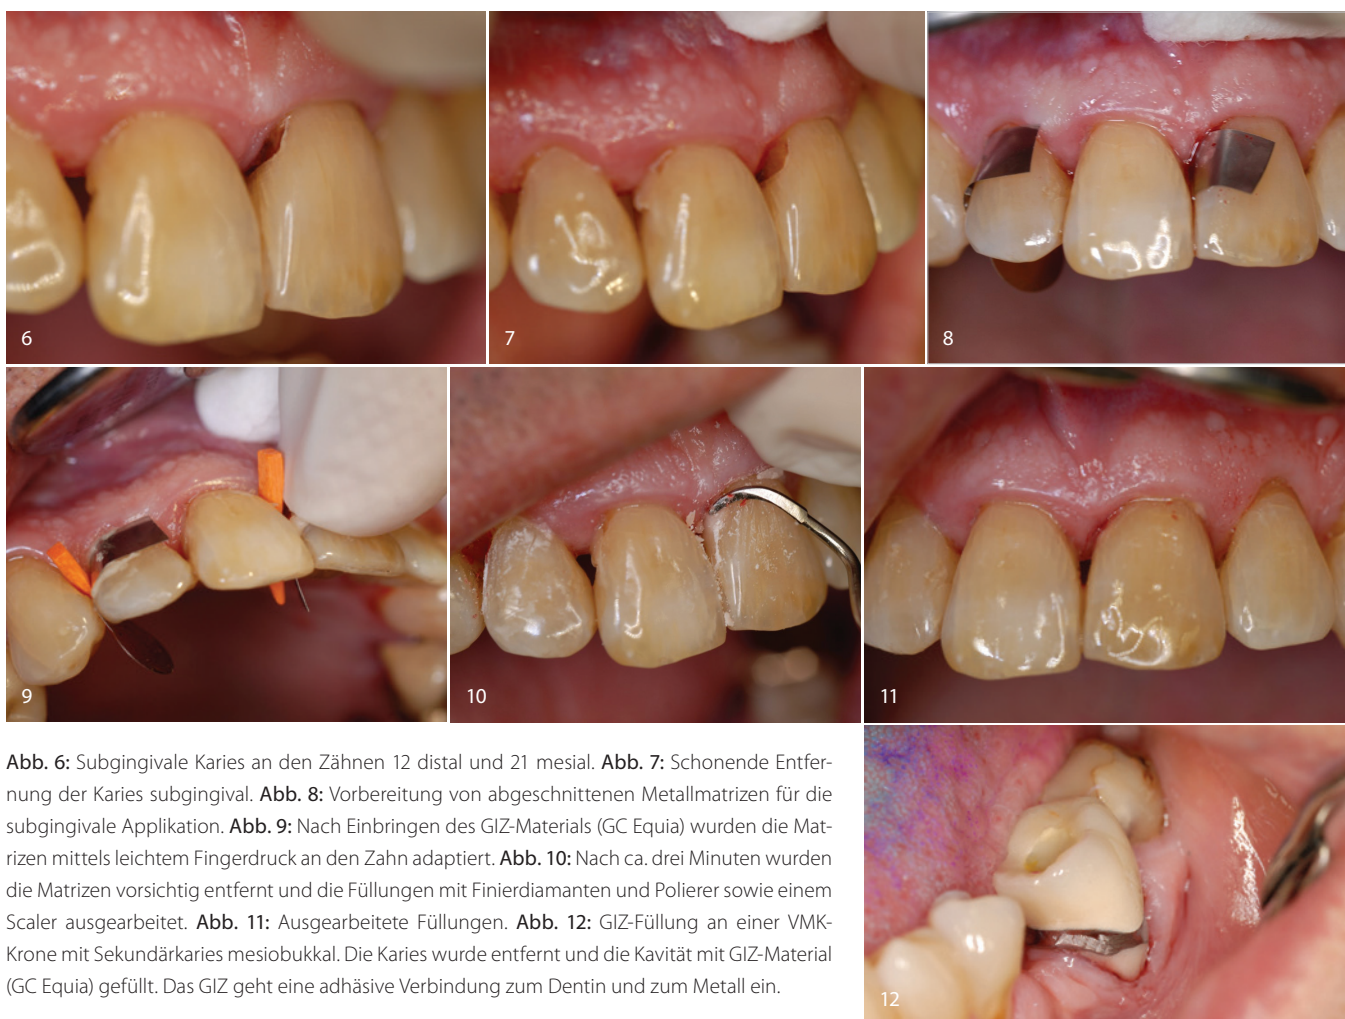 6
7
8
9
10
11
Abb. 6: Subgingivale Karies an den Zähnen 12 distal und 21 mesial. Abb. 7: Schonende Entfer-
nung der Karies subgingival. Abb. 8: Vorbereitung von abgeschnittenen Metallmatrizen für die
subgingivale Applikation. Abb. 9: Nach Einbringen des GIZ-Materials (GC Equia) wurden die Mat-
rizen mittels leichtem Fingerdruck an den Zahn adaptiert. Abb. 10: Nach ca. drei Minuten wurden
die Matrizen vorsichtig entfernt und die Füllungen mit Finierdiamanten und Polierer sowie einem
Scaler ausgearbeitet. Abb. 11: Ausgearbeitete Füllungen. Abb. 12: GIZ-Füllung an einer VMK-
Krone mit Sekundärkaries mesiobukkal. Die Karies wurde entfernt und die Kavität mit GIZ-Material
(GC Equia) gefüllt. Das GIZ geht eine adhäsive Verbindung zum Dentin und zum Metall ein.
12